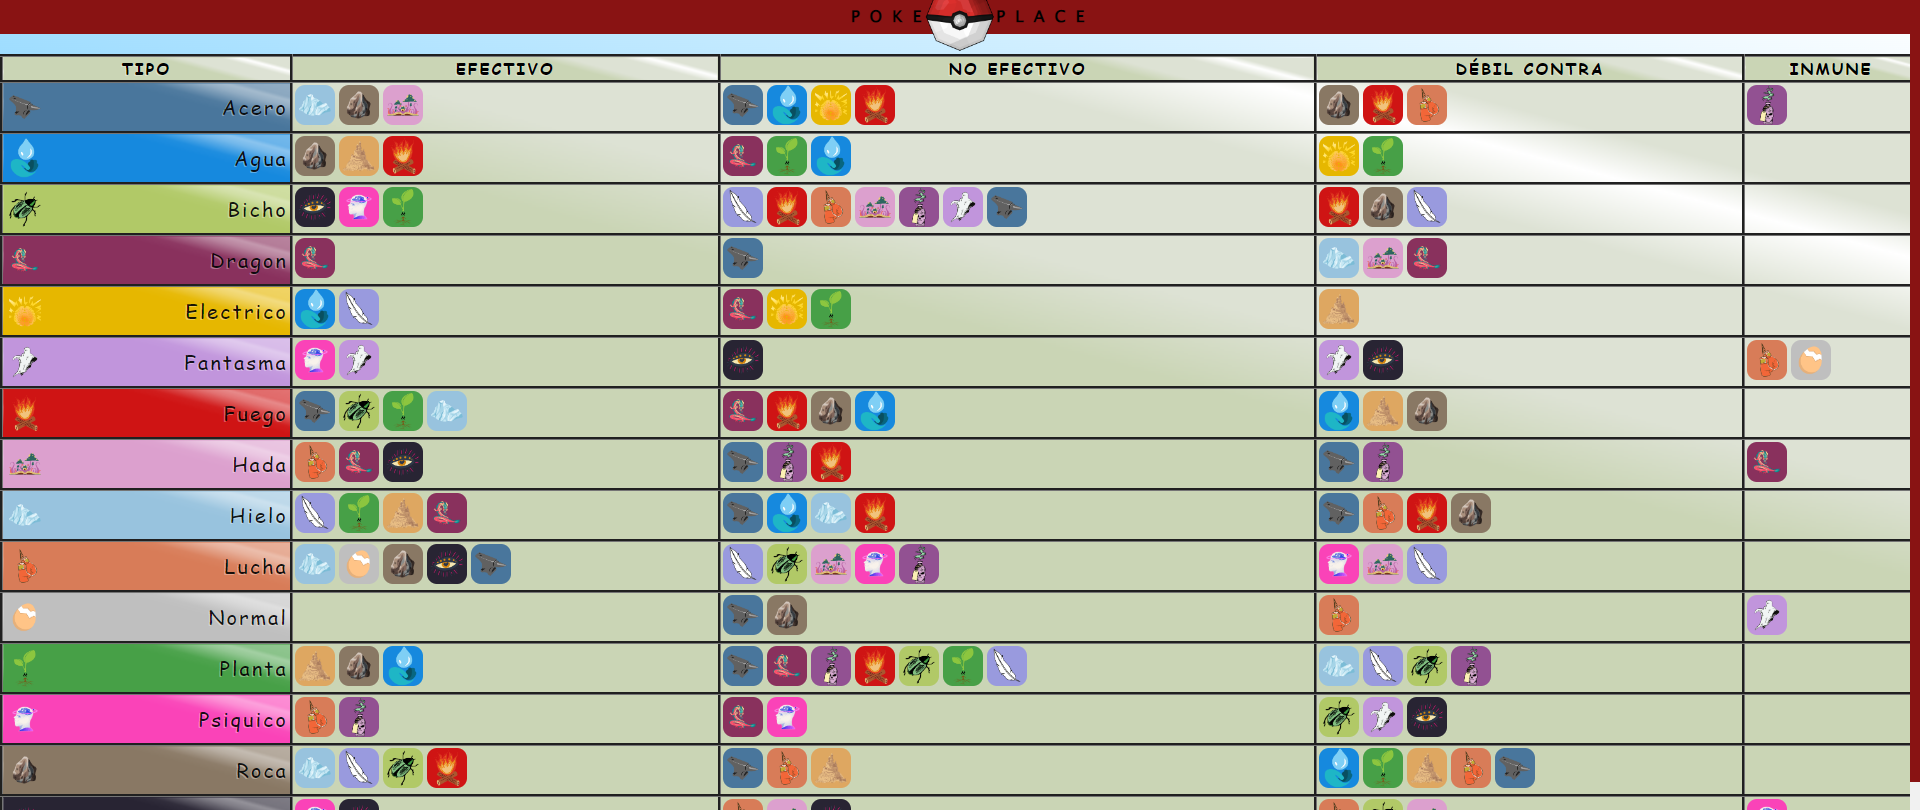 POKE PLACE
TIPO EFECTIVO NO EFECTIVO DÉBIL CONTRA INMUNE
Acero
Agua
Bicho
Dragon
Electrico
Fantasma
Fuego
Hada
Hielo
Lucha
Normal
Planta
Psiquico
Roca